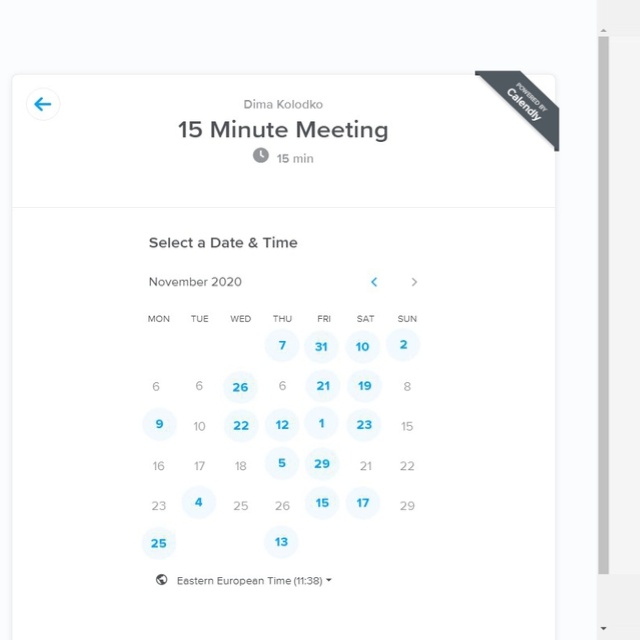 POWERED BY
Calendly
Dima Kolodko
15 Minute Meeting
15 min
Select a Date & Time
November 2020
MON TUE WED THU FRI SAT SUN
7 31 10 2
6 6 26 6 21 19 8
9 10 22 12 1 23 15
16 17 18 5 29 21 22
23 4 25 26 15 17 29
25 13
Eastern European Time (11:38)